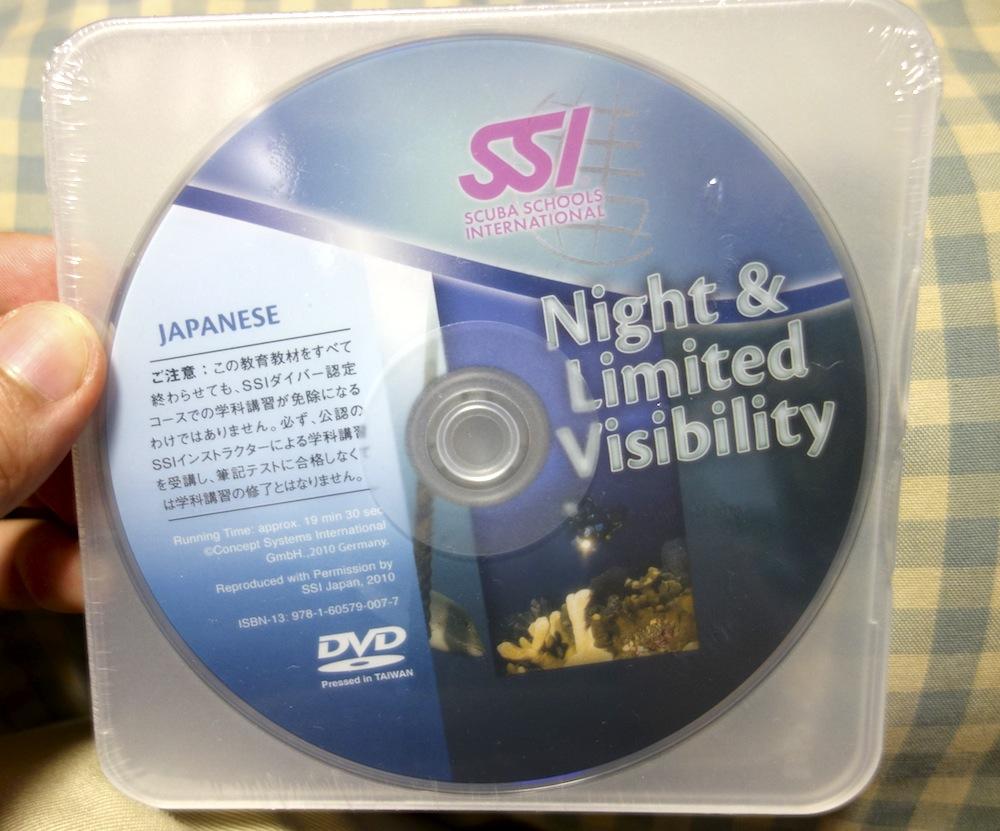 SSI
SCUBA SCHOOLS
INTERNATIONAL
Night &
Limited
Visibility
JAPANESE
ご注意：この教育教材をすべて
終わらせても、SSIダイバー認定
コースでの学科講習が免除になる
わけではありません。必ず、公認の
SSIインストラクターによる学科講習
を受講し、筆記テストに合格しなくて
は学科講習の修了とはなりません。
Running Time: approx. 19 min 30 sec
©Concept Systems International
GmbH.,2010 Germany.
Reproduced with Permission by
SSI Japan, 2010
ISBN-13: 978-1-60579-007-7
DVD
Pressed in TAIWAN